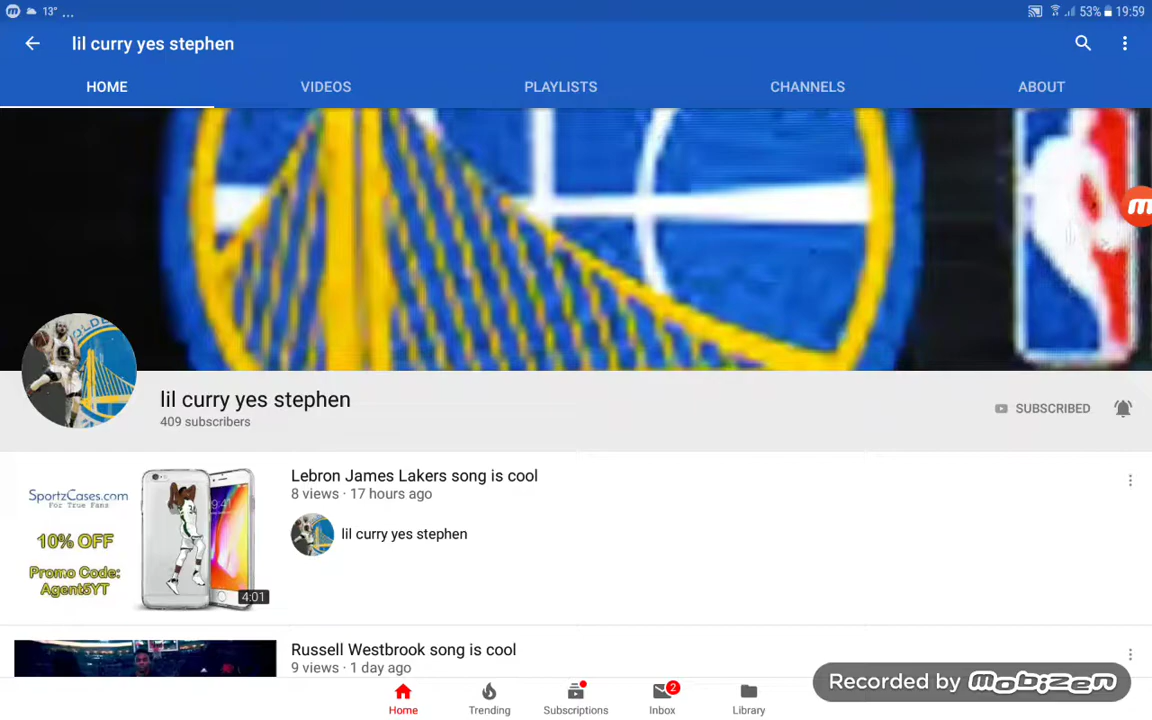 13° ...
53% 19:59
lil curry yes stephen
HOME VIDEOS PLAYLISTS CHANNELS ABOUT
lil curry yes stephen
409 subscribers
SUBSCRIBED
SportzCases.com
For True Fans
10% OFF
Promo Code:
Agent5YT
4:01
Lebron James Lakers song is cool
8 views · 17 hours ago
lil curry yes stephen
Russell Westbrook song is cool
9 views · 1 day ago
Recorded by mobizen
2
Home Trending Subscriptions Inbox Library